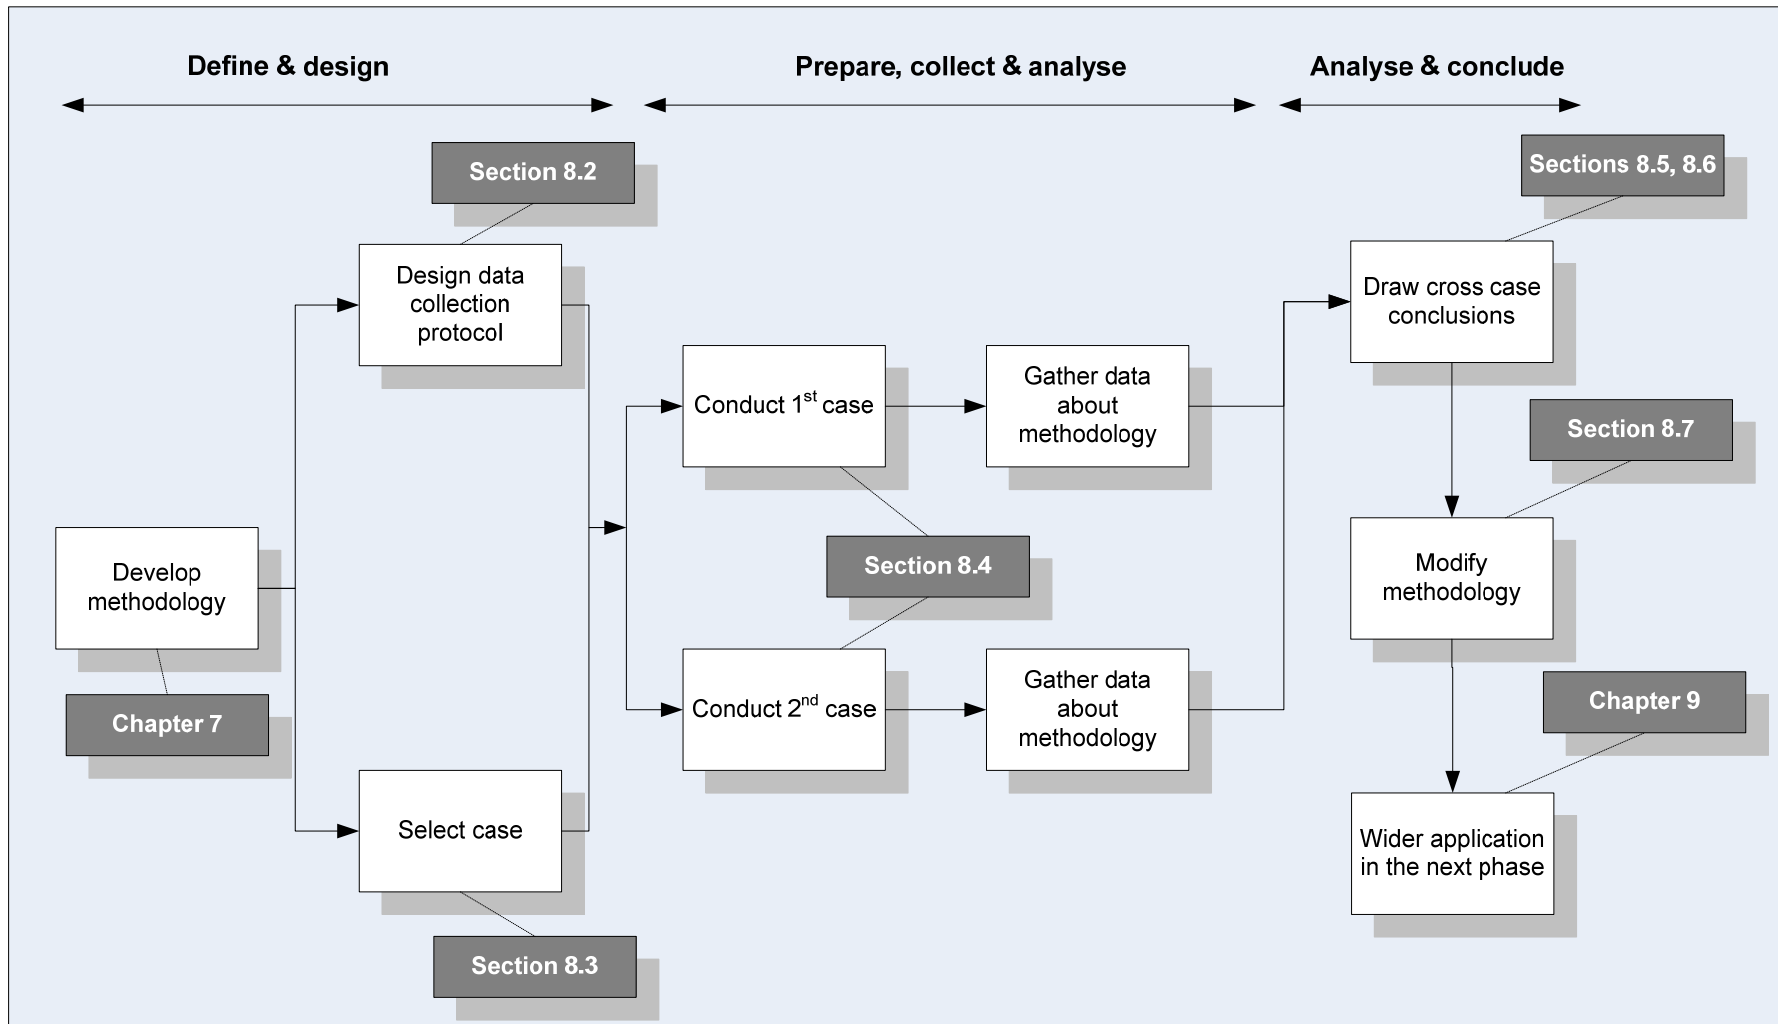 Define & design
Prepare, collect & analyse
Analyse & conclude
Section 8.2
Sections 8.5, 8.6
Design data
collection
protocol
Draw cross case
conclusions
Conduct 1st case
Gather data
about
methodology
Section 8.7
Develop
methodology
Section 8.4
Modify
methodology
Chapter 7
Conduct 2nd case
Gather data
about
methodology
Chapter 9
Select case
Wider application
in the next phase
Section 8.3